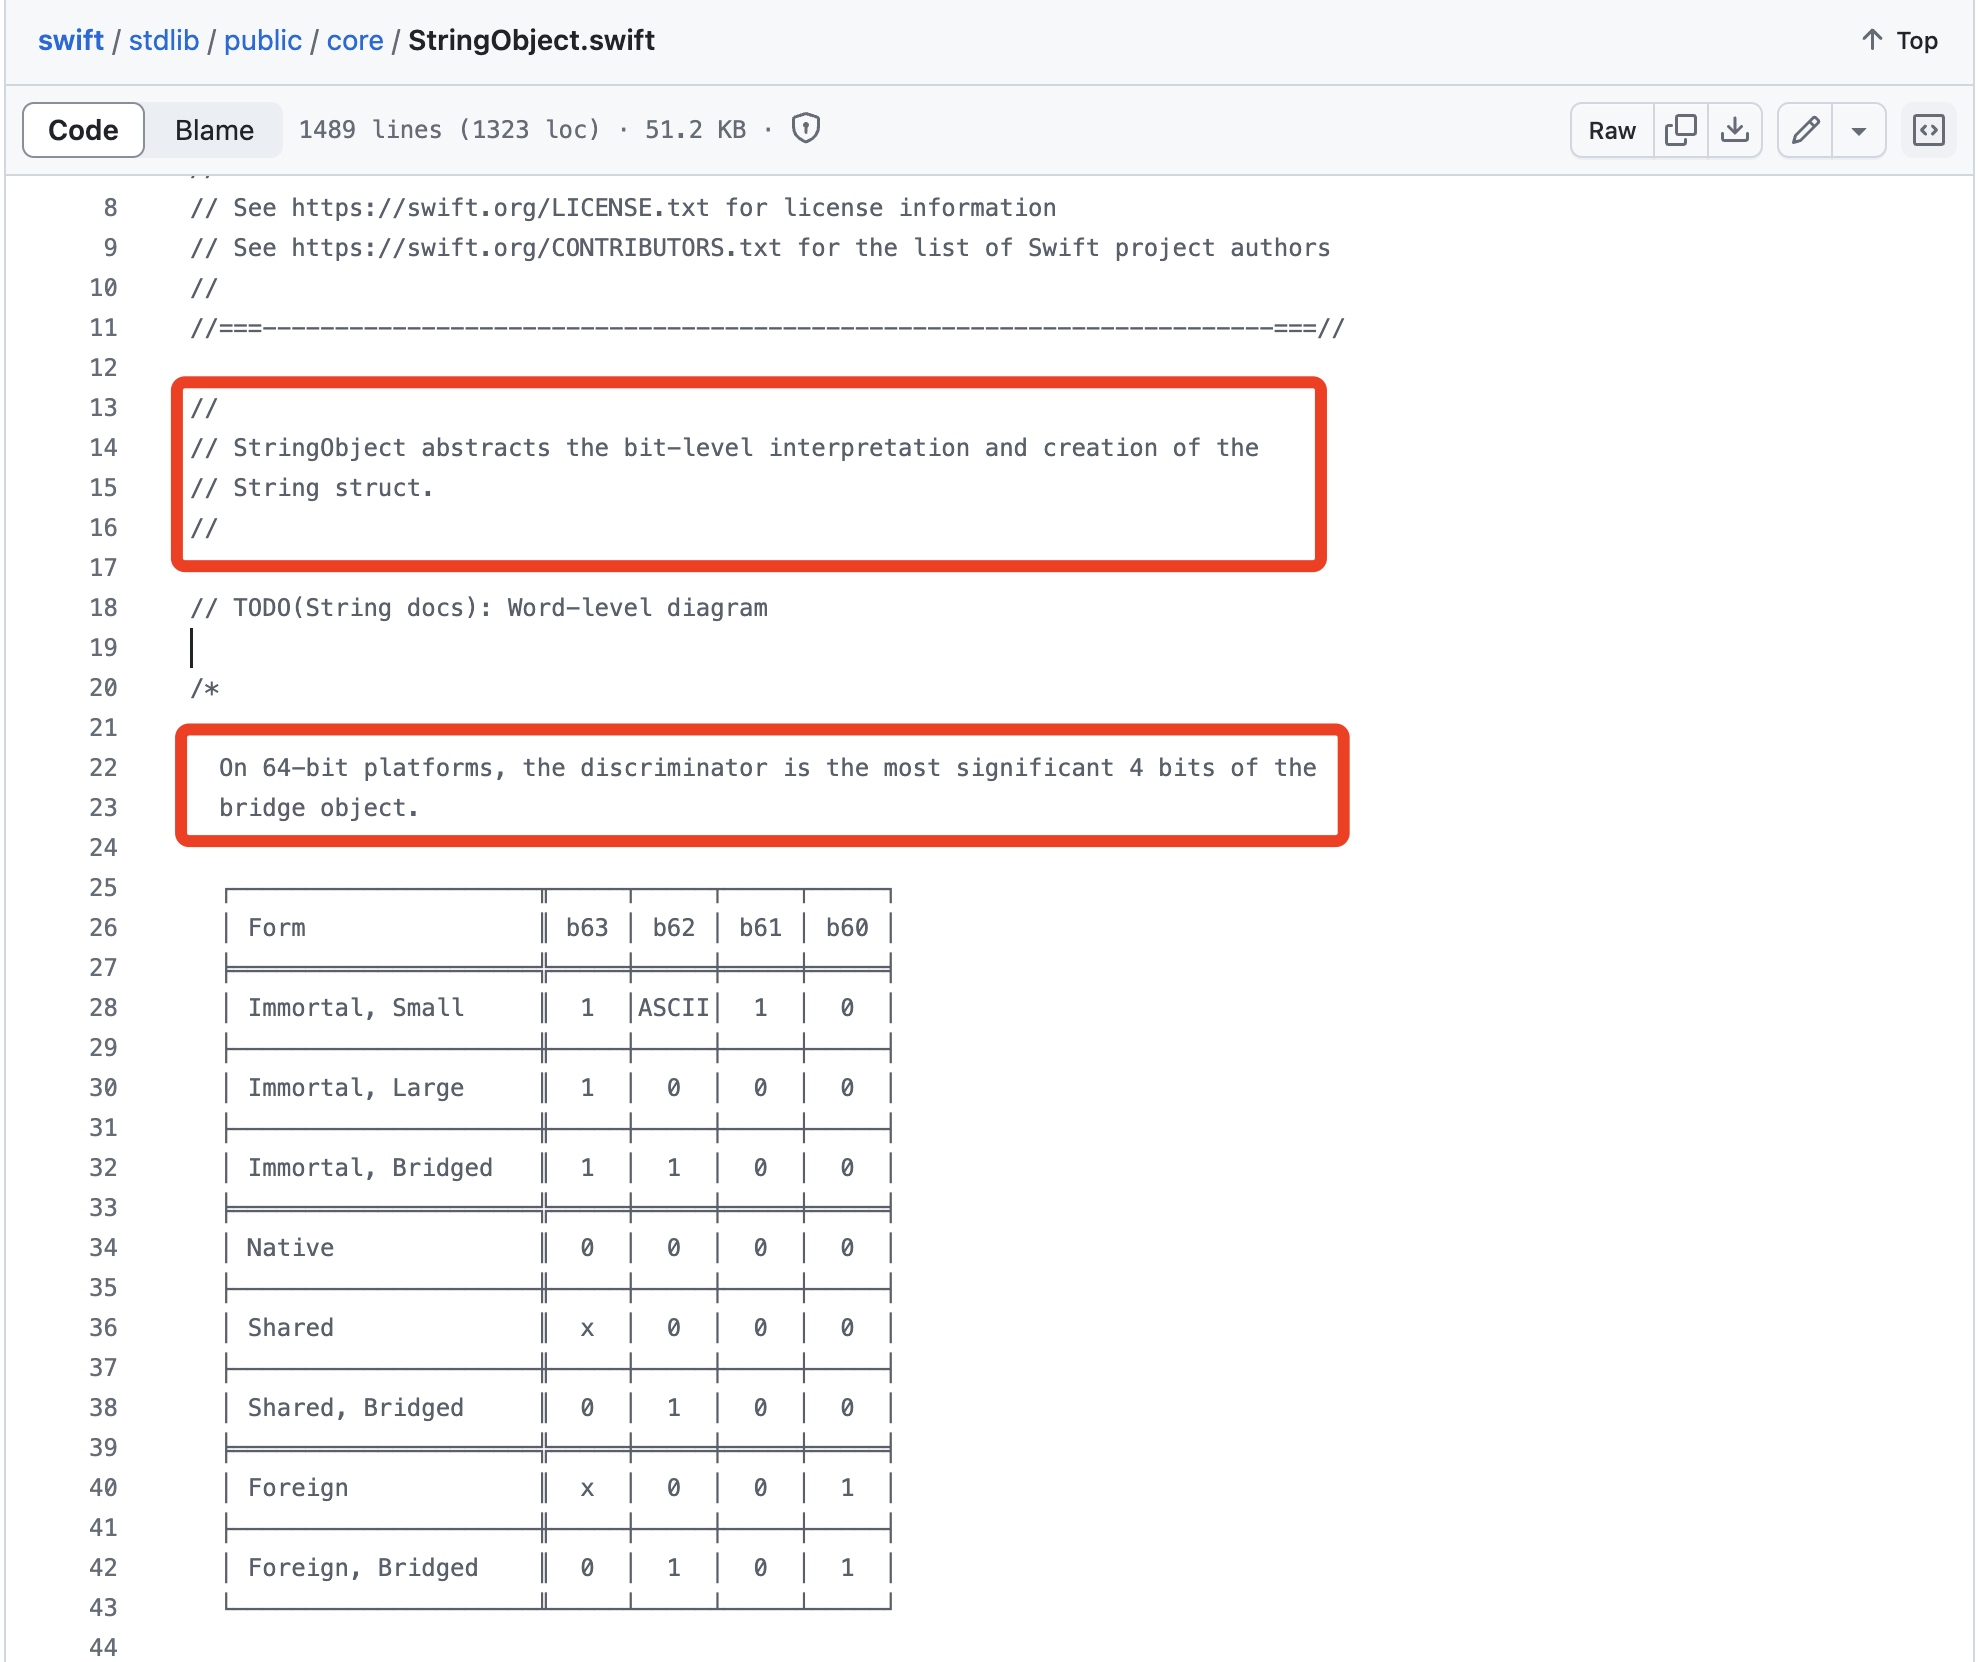 swift / stdlib / public / core / StringObject.swift
Top
Code Blame 1489 lines (1323 loc) · 51.2 KB · Raw
//
8 // See https://swift.org/LICENSE.txt for license information
9 // See https://swift.org/CONTRIBUTORS.txt for the list of Swift project authors
10 //
11 //===----------------------------------------------------------------------===//
12
13 //
14 // StringObject abstracts the bit-level interpretation and creation of the
15 // String struct.
16 //
17
18 // TODO(String docs): Word-level diagram
19
20 /*
21
22 On 64-bit platforms, the discriminator is the most significant 4 bits of the
23 bridge object.
24
25
26 Form b63 b62 b61 b60
27
28 Immortal, Small 1 ASCII 1 0
29
30 Immortal, Large 1 0 0 0
31
32 Immortal, Bridged 1 1 0 0
33
34 Native 0 0 0 0
35
36 Shared x 0 0 0
37
38 Shared, Bridged 0 1 0 0
39
40 Foreign x 0 0 1
41
42 Foreign, Bridged 0 1 0 1
43
44